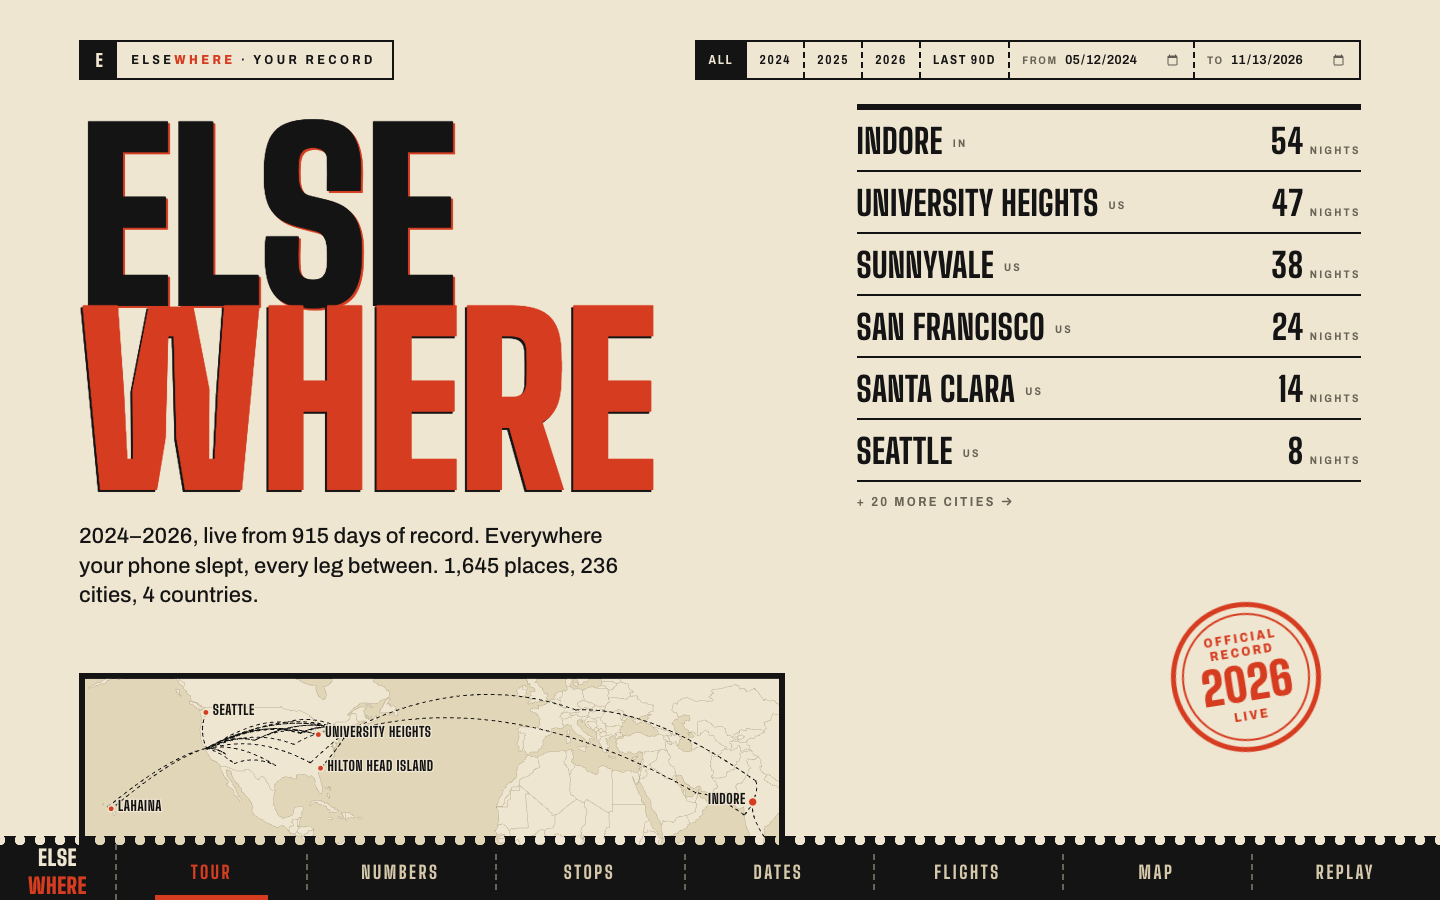 E ELSEWHERE · YOUR RECORD
ALL 2024 2025 2026 LAST 90D FROM 05/12/2024 TO 11/13/2026
ELSE
WHERE
2024–2026, live from 915 days of record. Everywhere
your phone slept, every leg between. 1,645 places, 236
cities, 4 countries.
INDORE IN 54 NIGHTS
UNIVERSITY HEIGHTS US 47 NIGHTS
SUNNYVALE US 38 NIGHTS
SAN FRANCISCO US 24 NIGHTS
SANTA CLARA US 14 NIGHTS
SEATTLE US 8 NIGHTS
+ 20 MORE CITIES →
OFFICIAL
RECORD
2026
LIVE
SEATTLE
UNIVERSITY HEIGHTS
HILTON HEAD ISLAND
LAHAINA
INDORE
ELSE
WHERE
TOUR NUMBERS STOPS DATES FLIGHTS MAP REPLAY